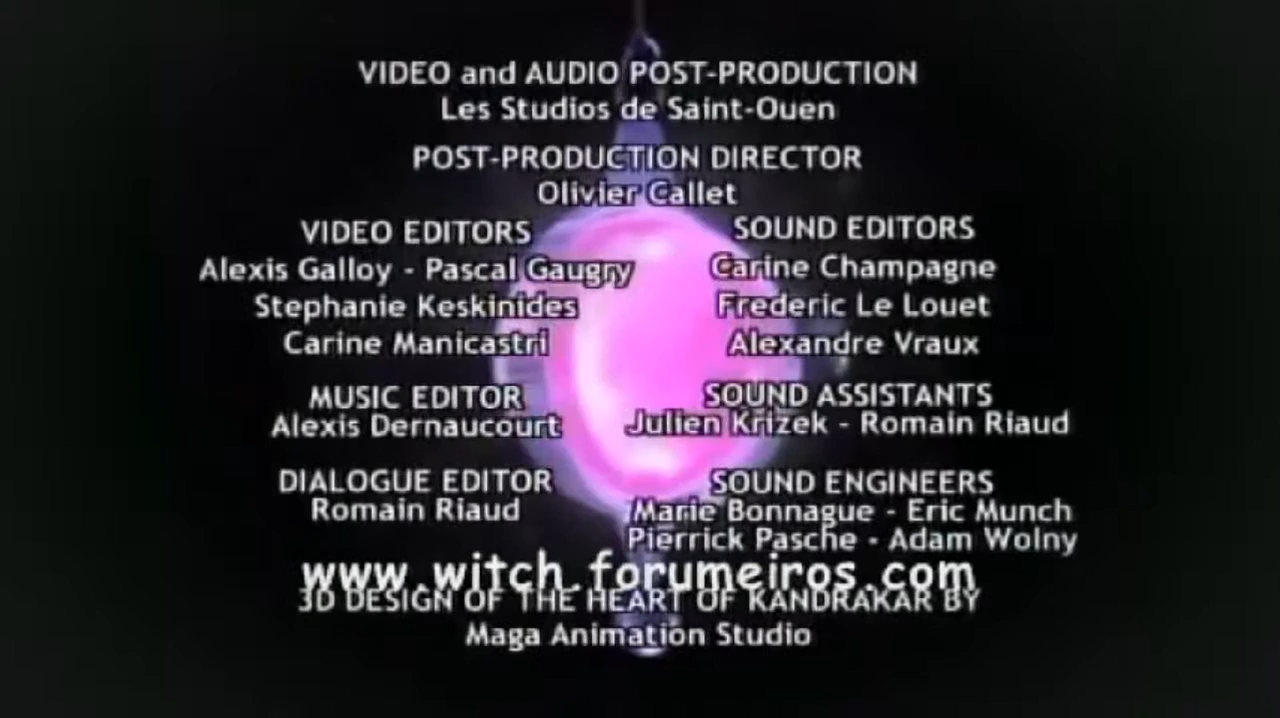 VIDEO and AUDIO POST-PRODUCTION
Les Studios de Saint-Ouen
POST-PRODUCTION DIRECTOR
Olivier Callet
VIDEO EDITORS
Alexis Galloy - Pascal Gaugry
Stephanie Keskinides
Carine Manicastri
SOUND EDITORS
Carine Champagne
Frederic Le Louet
Alexandre Vraux
MUSIC EDITOR
Alexis Dernaucourt
SOUND ASSISTANTS
Julien Krizek - Romain Riaud
DIALOGUE EDITOR
Romain Riaud
SOUND ENGINEERS
Marie Bonnague - Eric Munch
Pierrick Pasche - Adam Wolny
www.witch.forumeiros.com
3D DESIGN OF THE HEART OF KANDRAKAR BY
Maga Animation Studio